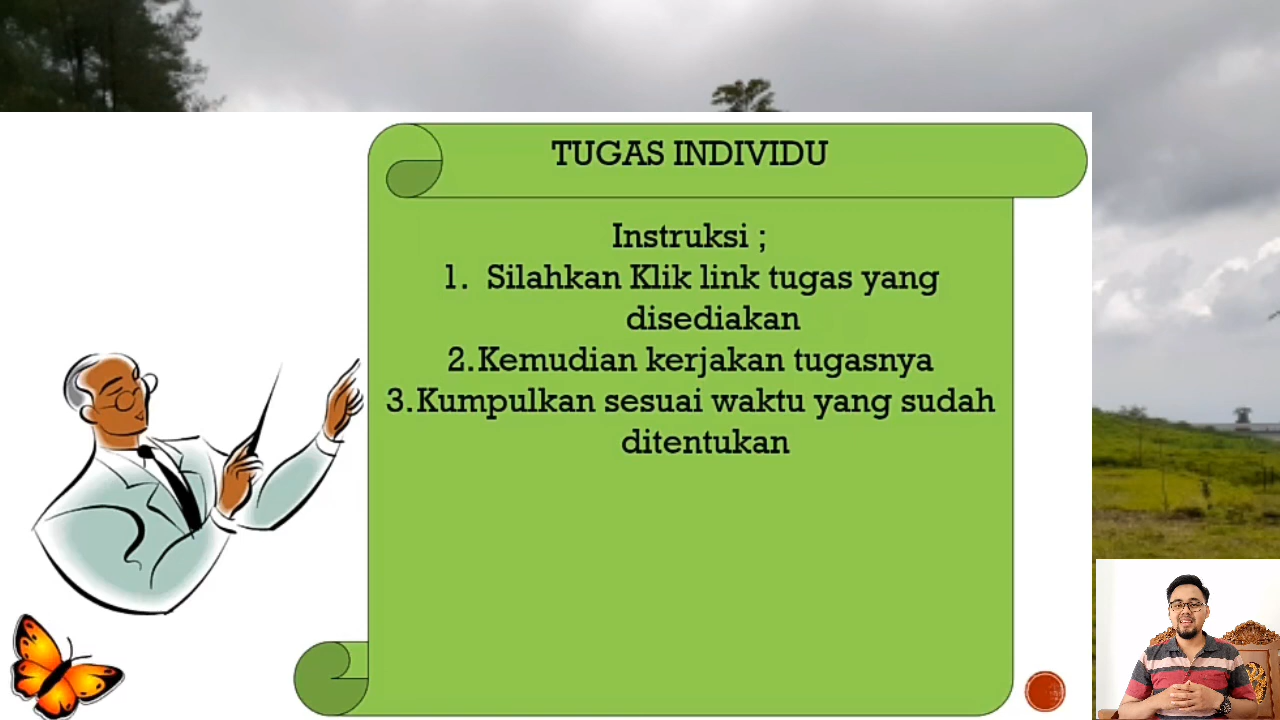 TUGAS INDIVIDU
Instruksi ;
1. Silahkan Klik link tugas yang
disediakan
2.Kemudian kerjakan tugasnya
3.Kumpulkan sesuai waktu yang sudah
ditentukan